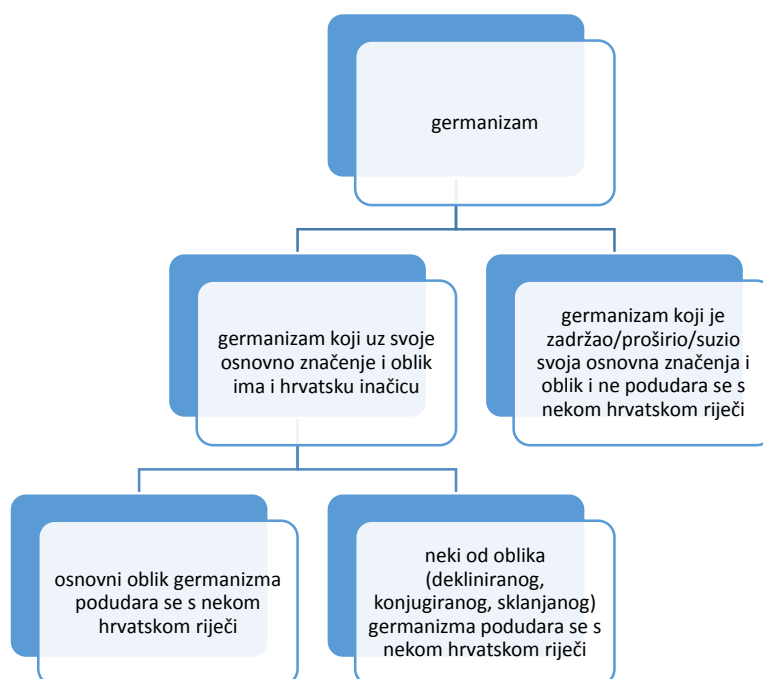 germanizam
germanizam koji uz svoje
osnovno značenje i oblik
ima i hrvatsku inačicu
germanizam koji je
zadržao/proširio/suzio
svoja osnovna značenja i
oblik i ne podudara se s
nekom hrvatskom riječi
osnovni oblik germanizma
podudara se s nekom
hrvatskom riječi
neki od oblika
(dekliniranog,
konjugiranog, sklanjanog)
germanizma podudara se s
nekom hrvatskom riječi